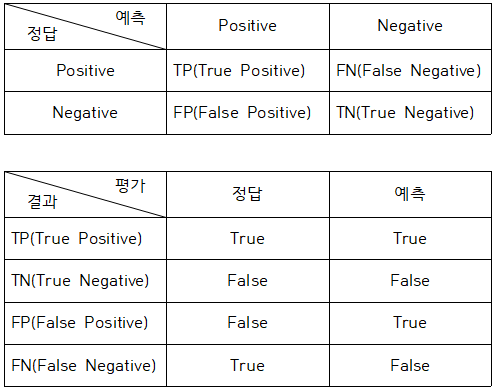 예측
정답
Positive
Negative
Positive
TP(True Positive)
FN(False Negative)
Negative
FP(False Positive)
TN(True Negative)
평가
결과
정답
예측
TP(True Positive)
True
True
TN(True Negative)
False
False
FP(False Positive)
False
True
FN(False Negative)
True
False